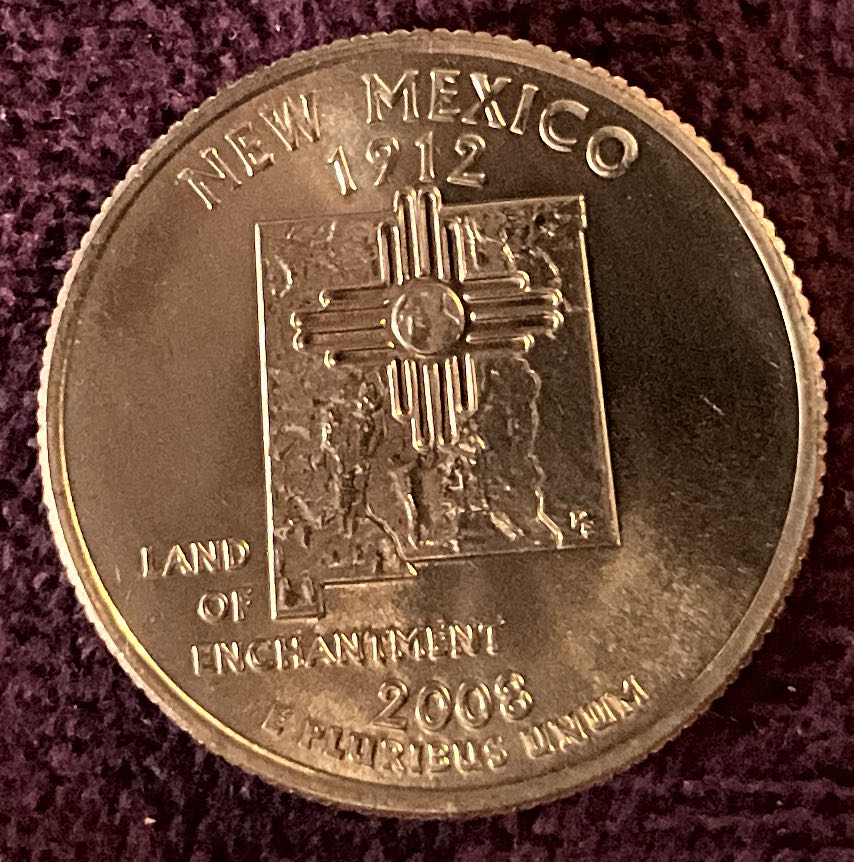 NEW MEXICO
1912
LAND
OF
ENCHANTMENT
2008
E PLURIBUS UNUM